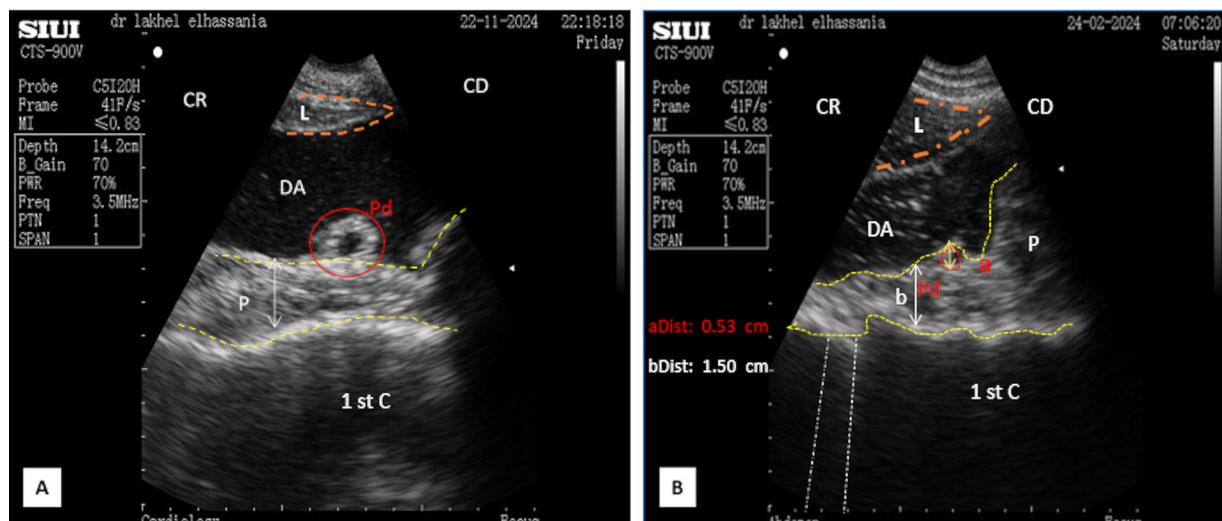 SIUI
CTS-900V
dr lakhel elhassania
22-11-2024
22:18:18
Friday
Probe C5I20H
Frame 41F/s
MI ≤0.83
Depth 14.2cm
B_Gain 70
PWR 70%
Freq 3.5MHz
PTN 1
SPAN 1
CR
CD
L
DA
Pd
P
1 st C
A
SIUI
CTS-900V
dr lakhel elhassania
24-02-2024
07:06:20
Saturday
Probe C5I20H
Frame 41F/s
MI ≤0.83
Depth 14.2cm
B_Gain 70
PWR 70%
Freq 3.5MHz
PTN 1
SPAN 1
CR
CD
L
DA
P
a
b
Pd
aDist: 0.53 cm
bDist: 1.50 cm
1 st C
B